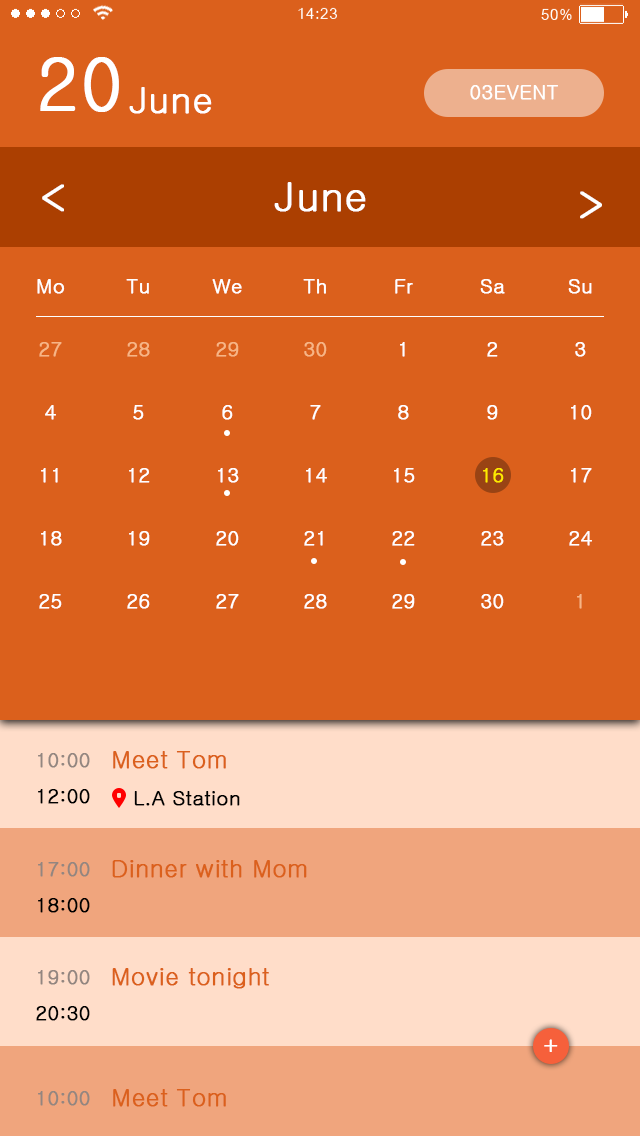 14:23 50%
20 June 03EVENT
< June >
Mo Tu We Th Fr Sa Su
27 28 29 30 1 2 3
4 5 6 7 8 9 10
11 12 13 14 15 16 17
18 19 20 21 22 23 24
25 26 27 28 29 30 1
10:00 Meet Tom
12:00 L.A Station
17:00 Dinner with Mom
18:00
19:00 Movie tonight
20:30
+
10:00 Meet Tom